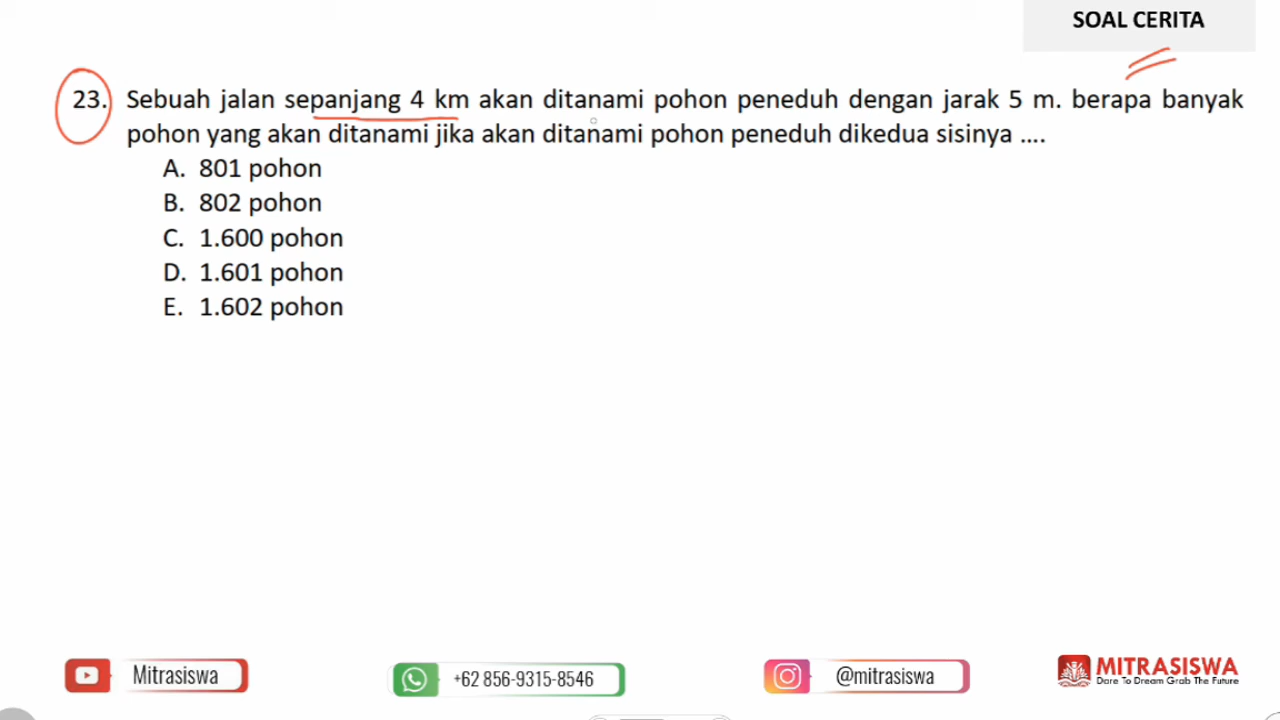 SOAL CERITA
23. Sebuah jalan sepanjang 4 km akan ditanami pohon peneduh dengan jarak 5 m. berapa banyak
pohon yang akan ditanami jika akan ditanami pohon peneduh dikedua sisinya ....
A. 801 pohon
B. 802 pohon
C. 1.600 pohon
D. 1.601 pohon
E. 1.602 pohon
Mitrasiswa
+62 856-9315-8546
@mitrasiswa
MITRASISWA
Dare To Dream Grab The Future